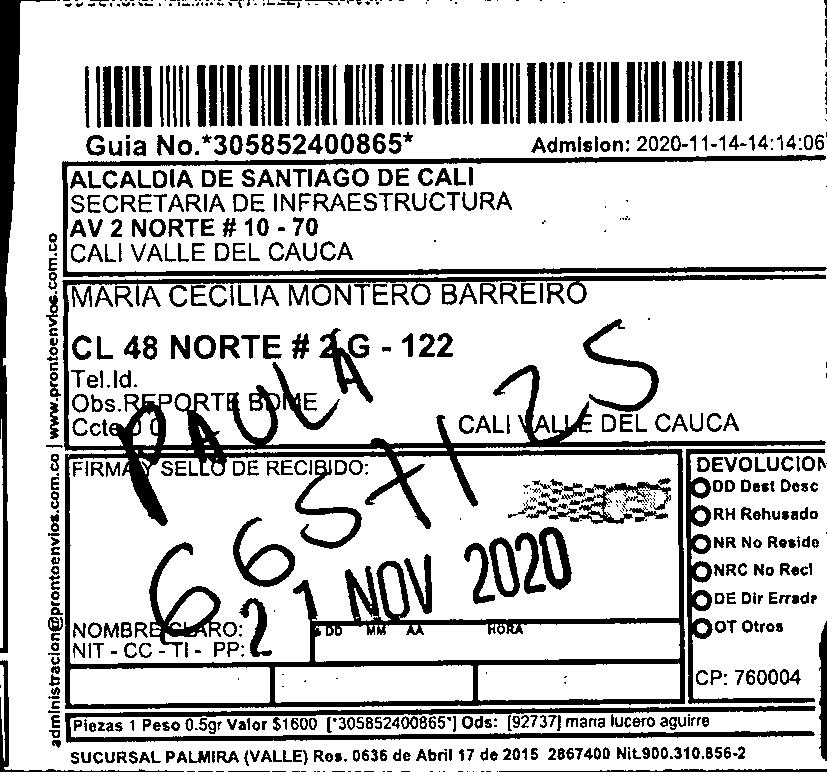 Guia No.*305852400865*
Admision: 2020-11-14-14:14:06
ALCALDIA DE SANTIAGO DE CALI
SECRETARIA DE INFRAESTRUCTURA
AV 2 NORTE # 10 - 70
CALI VALLE DEL CAUCA
MARIA CECILIA MONTERO BARREIRO
CL 48 NORTE # 2 G - 122
Tel.Id.
Obs.REPORTE BDME
Ccte 0 0
CALI VALLE DEL CAUCA
PAULA
6657125
FIRMA Y SELLO DE RECIBIDO:
21 NOV 2020
NOMBRE CLARO:
NIT - CC - TI - PP:
DD MM AA HORA
DEVOLUCION
DD Dest Desc
RH Rehusado
NR No Reside
NRC No Recl
DE Dir Errada
OT Otros
CP: 760004
Piezas 1 Peso 0.5gr Valor $1600 [*305852400865*] Ods: [92737] maria lucero aguirre
SUCURSAL PALMIRA (VALLE) Res. 0636 de Abril 17 de 2015 2867400 Nit.900.310.856-2
administracion@prontoenvios.com.co | www.prontoenvios.com.co